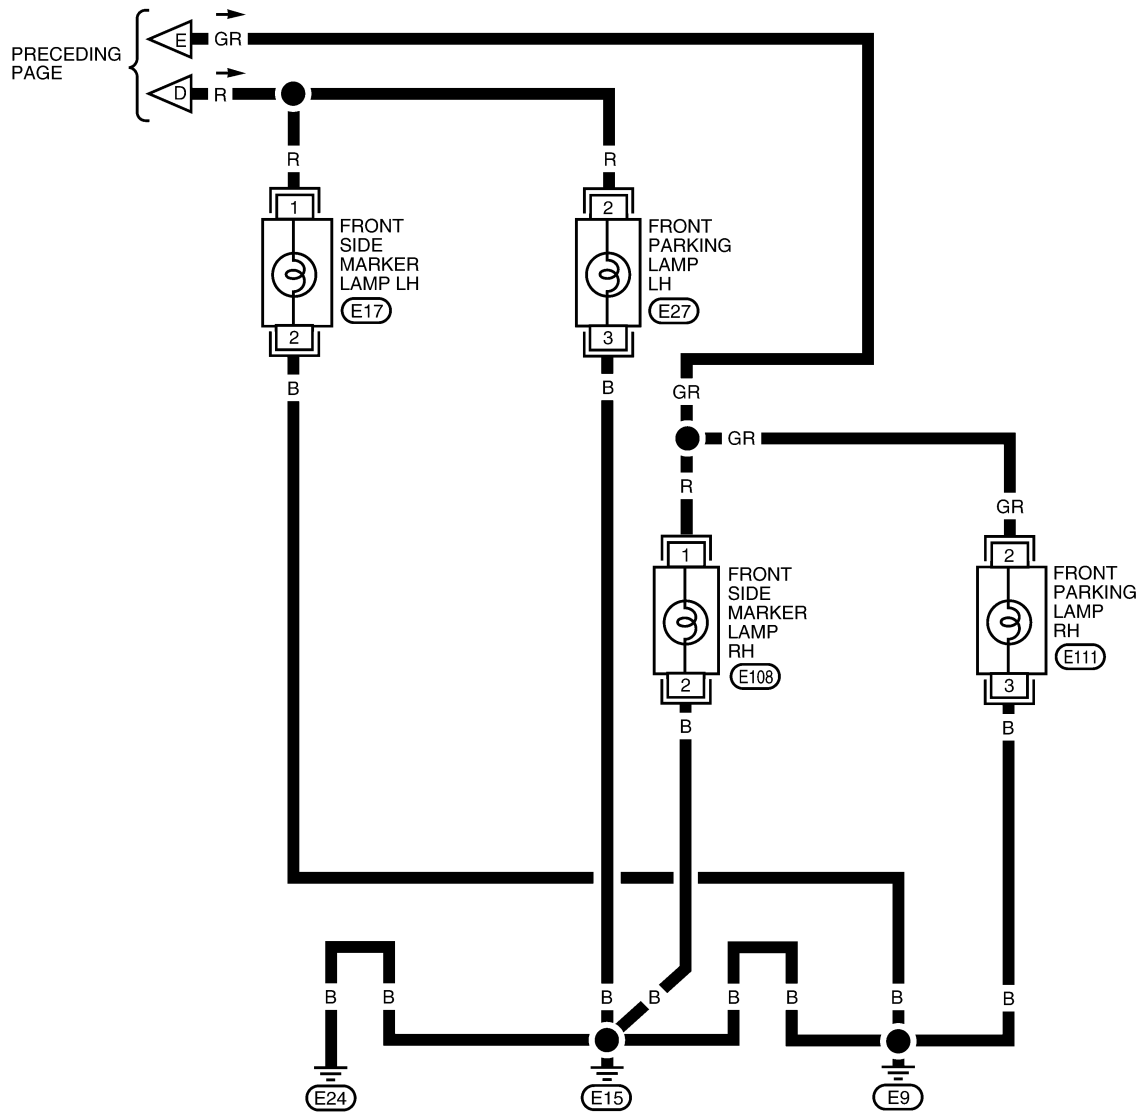 PRECEDING
PAGE
E
GR
D
R
R
R
1
2
FRONT
SIDE
MARKER
LAMP LH
E17
FRONT
PARKING
LAMP
LH
E27
2
3
B
B
GR
GR
R
GR
1
2
FRONT
SIDE
MARKER
LAMP
RH
E108
FRONT
PARKING
LAMP
RH
E111
2
3
B
B
B
B
B
B
B
B
B
B
E24
E15
E9